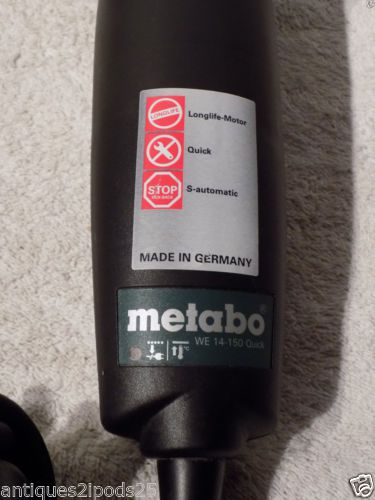 LONGLIFE
Longlife-Motor
Quick
STOP
S-automatic
MADE IN GERMANY
metabo
WE 14-150 Quick
antiques2ipods25